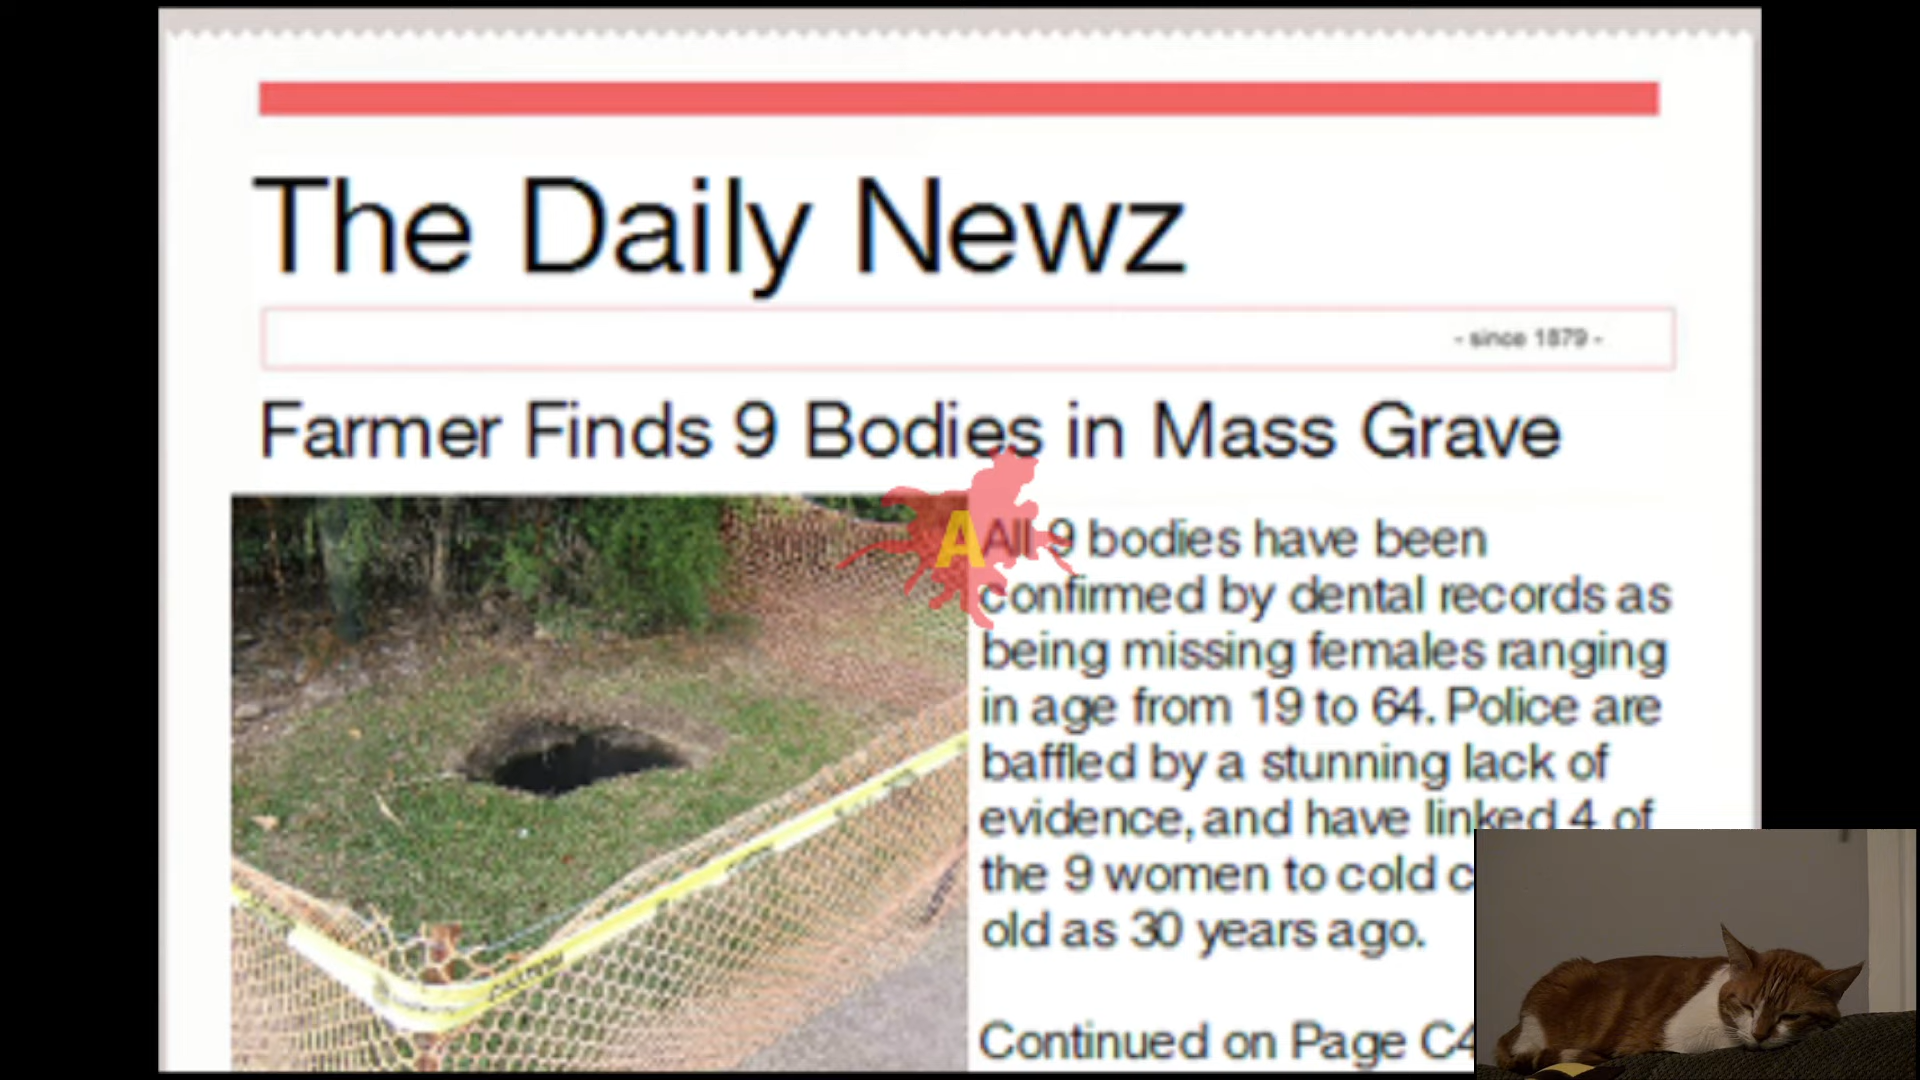 The Daily Newz
- since 1879 -
Farmer Finds 9 Bodies in Mass Grave
A
All 9 bodies have been
confirmed by dental records as
being missing females ranging
in age from 19 to 64. Police are
baffled by a stunning lack of
evidence, and have linked 4 of
the 9 women to cold c
old as 30 years ago.
Continued on Page C4
CAUTION